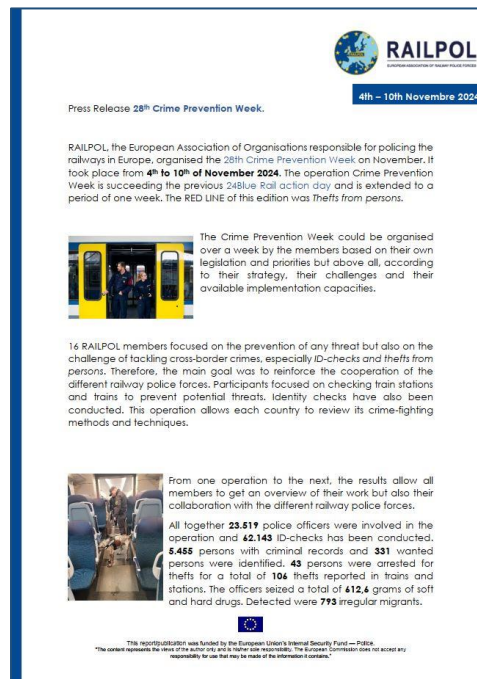 RAILPOL
EUROPEAN ASSOCIATION OF RAILWAY POLICE FORCES
4th – 10th Novembre 2024
Press Release 28th Crime Prevention Week.
RAILPOL, the European Association of Organisations responsible for policing the
railways in Europe, organised the 28th Crime Prevention Week on November. It
took place from 4th to 10th of November 2024. The operation Crime Prevention
Week is succeeding the previous 24Blue Rail action day and is extended to a
period of one week. The RED LINE of this edition was Thefts from persons.
The Crime Prevention Week could be organised
over a week by the members based on their own
legislation and priorities but above all, according
to their strategy, their challenges and their
available implementation capacities.
16 RAILPOL members focused on the prevention of any threat but also on the
challenge of tackling cross-border crimes, especially ID-checks and thefts from
persons. Therefore, the main goal was to reinforce the cooperation of the
different railway police forces. Participants focused on checking train stations
and trains to prevent potential threats. Identity checks have also been
conducted. This operation allows each country to review its crime-fighting
methods and techniques.
From one operation to the next, the results allow all
members to get an overview of their work but also their
collaboration with the different railway police forces.
All together 23.519 police officers were involved in the
operation and 62.143 ID-checks has been conducted.
5.455 persons with criminal records and 331 wanted
persons were identified. 43 persons were arrested for
thefts for a total of 106 thefts reported in trains and
stations. The officers seized a total of 612,6 grams of soft
and hard drugs. Detected were 793 irregular migrants.
This report/publication was funded by the European Union's Internal Security Fund — Police.
"The content represents the views of the author only and is his/her sole responsibility. The European Commission does not accept any
responsibility for use that may be made of the information it contains."